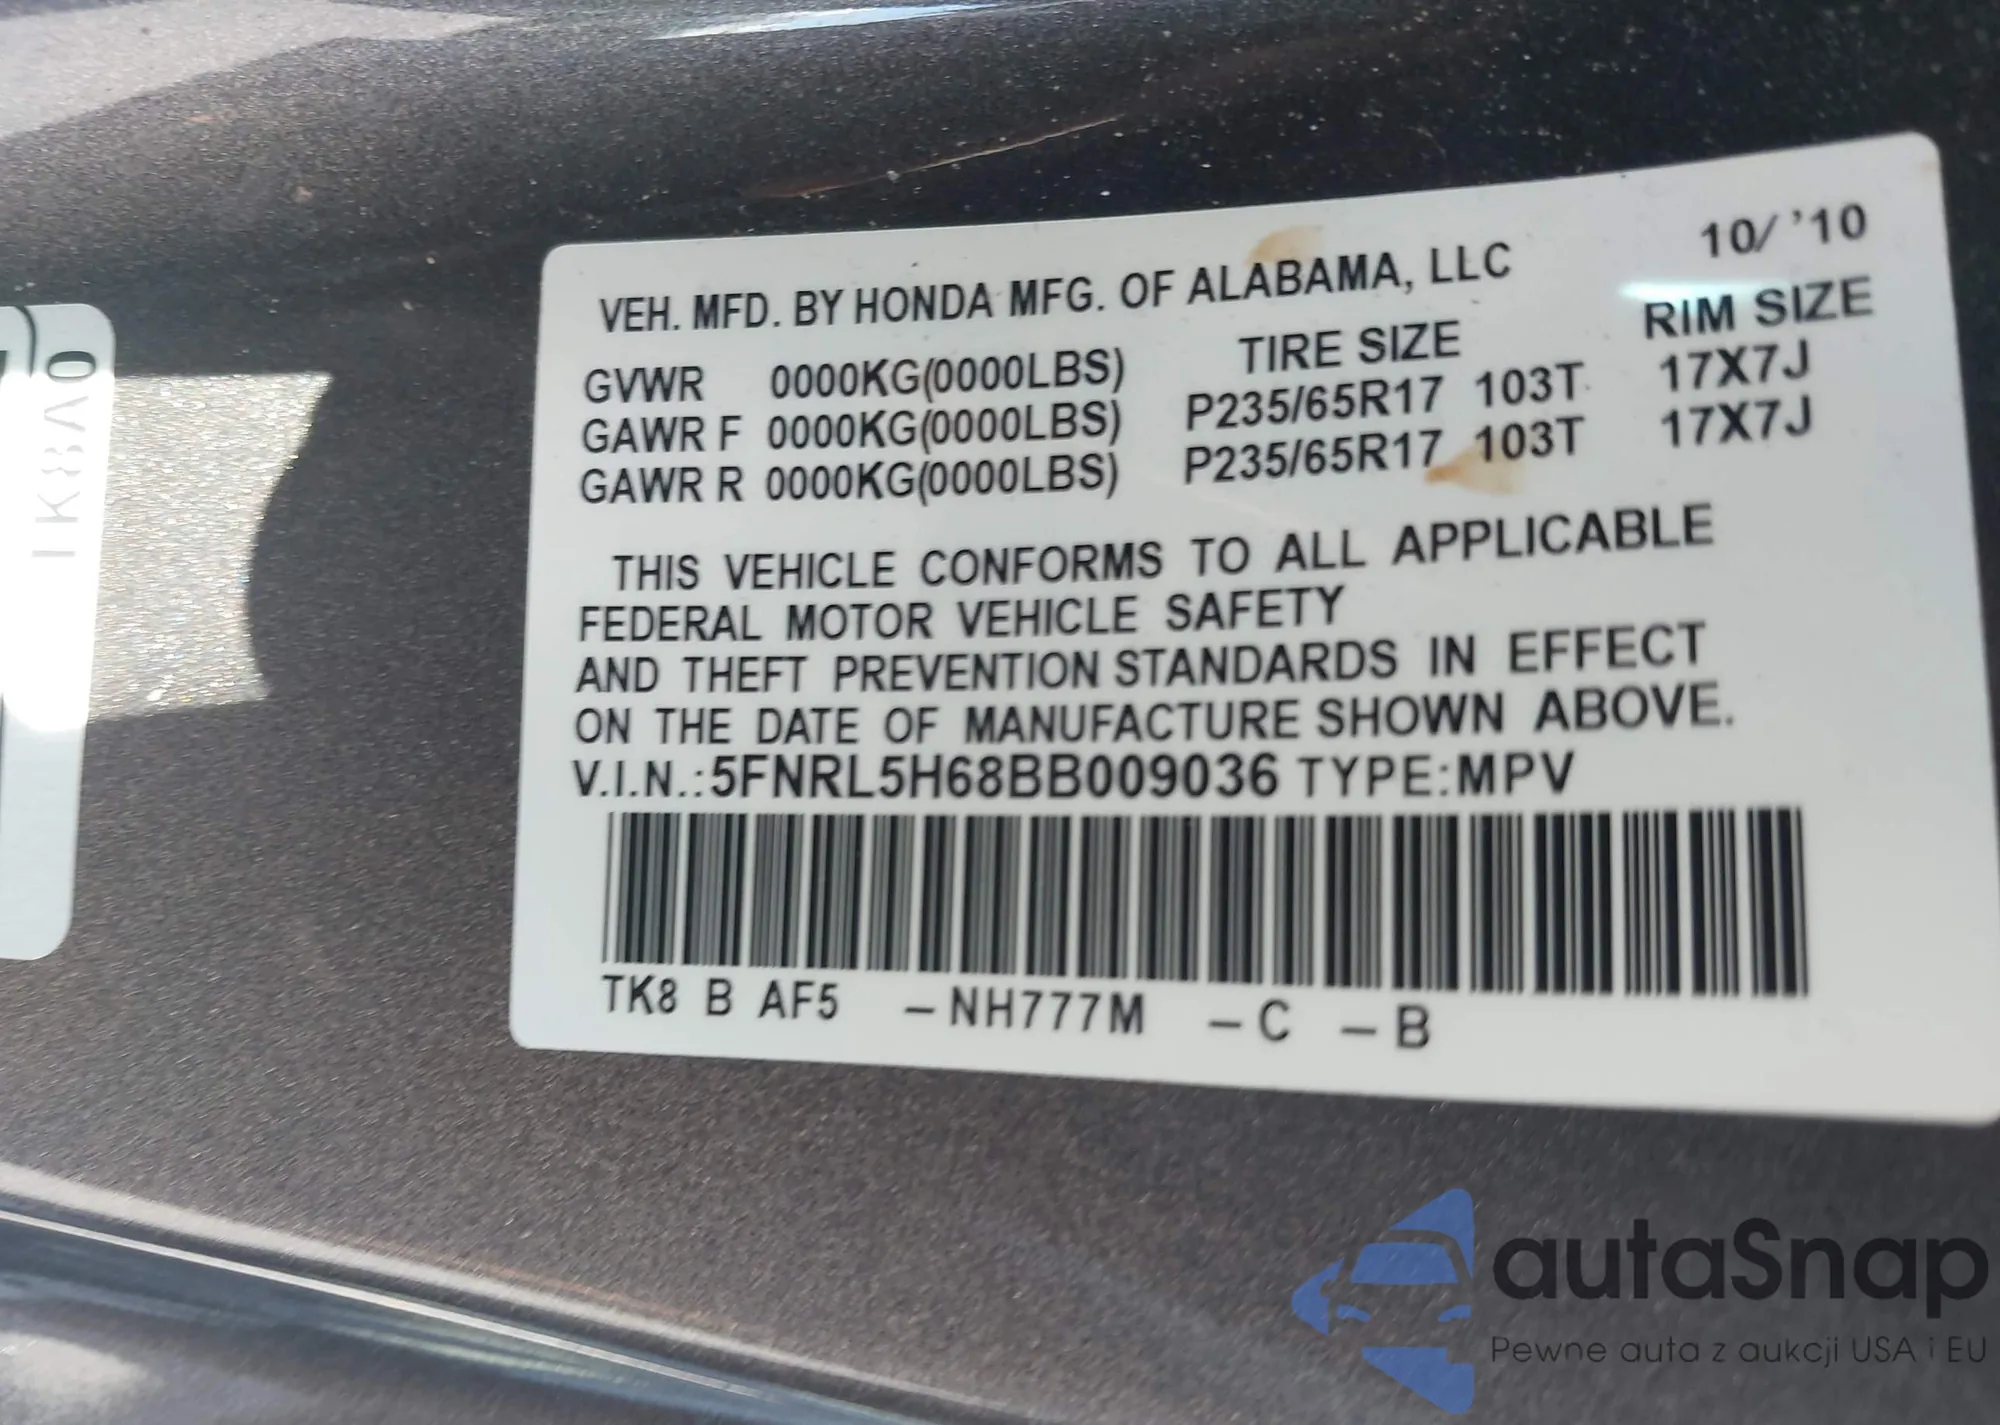 10/ '10
VEH. MFD. BY HONDA MFG. OF ALABAMA, LLC
TIRE SIZE RIM SIZE
GVWR 0000KG(0000LBS)
GAWR F 0000KG(0000LBS) P235/65R17 103T 17X7J
GAWR R 0000KG(0000LBS) P235/65R17 103T 17X7J
THIS VEHICLE CONFORMS TO ALL APPLICABLE
FEDERAL MOTOR VEHICLE SAFETY
AND THEFT PREVENTION STANDARDS IN EFFECT
ON THE DATE OF MANUFACTURE SHOWN ABOVE.
V.I.N.:5FNRL5H68BB009036 TYPE:MPV
TK8 B AF5 –NH777M –C –B
autaSnap
Pewne auta z aukcji USA i EU